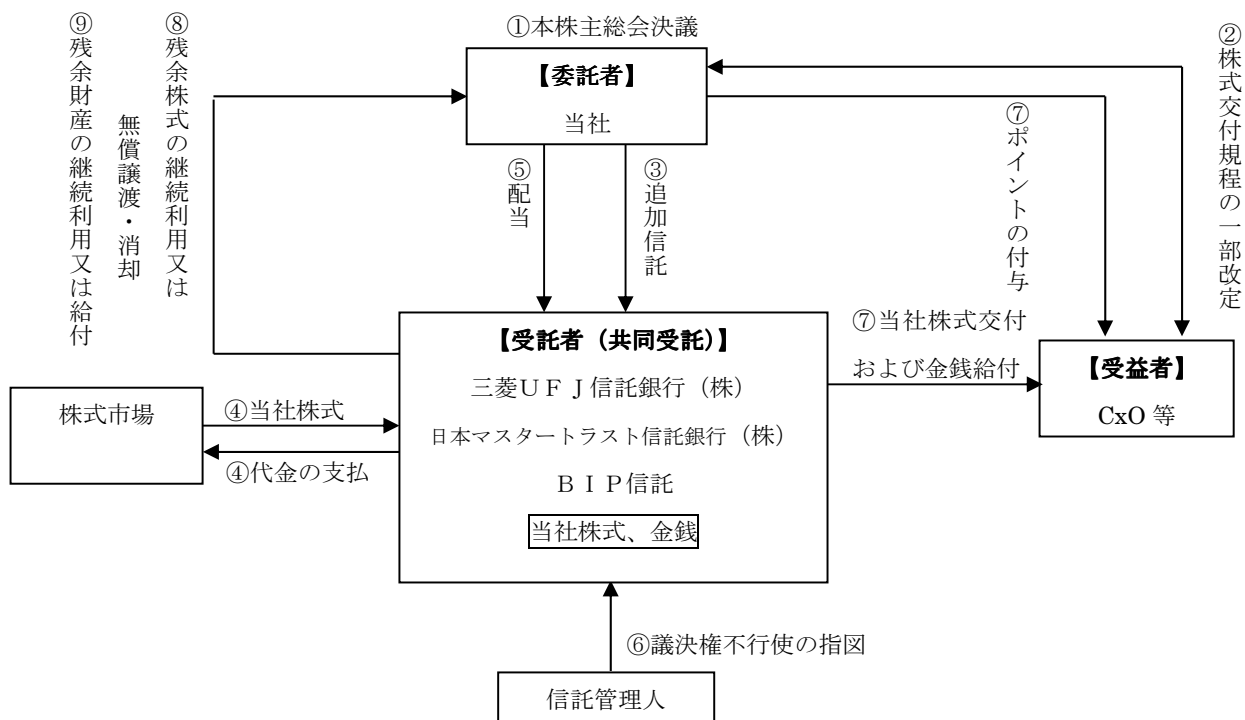 ①本株主総会決議
【委託者】
当社
⑨残余財産の継続利用又は給付
⑧残余株式の継続利用又は
無償譲渡・消却
②株式交付規程の一部改定
⑦ポイントの付与
⑤配当
③追加信託
【受託者（共同受託）】
三菱UFJ信託銀行（株）
日本マスタートラスト信託銀行（株）
BIP信託
当社株式、金銭
⑦当社株式交付
および金銭給付
【受益者】
CxO 等
株式市場
④当社株式
④代金の支払
⑥議決権不行使の指図
信託管理人